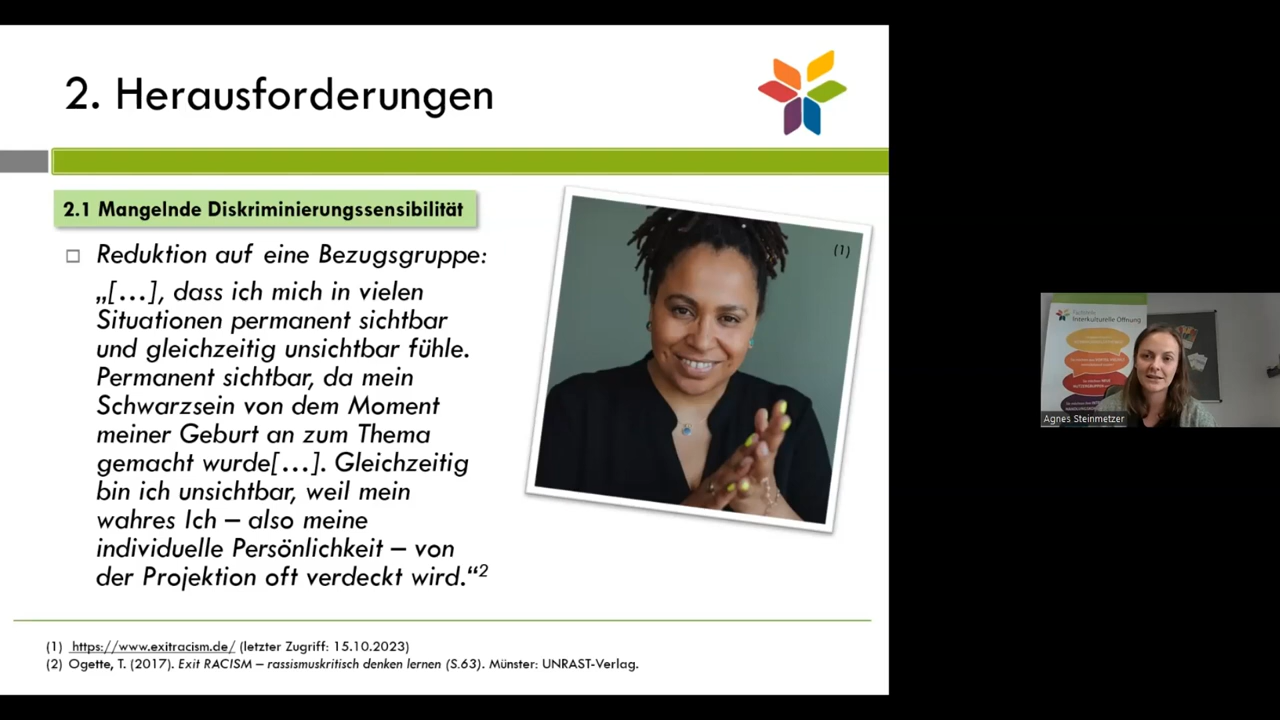 2. Herausforderungen
2.1 Mangelnde Diskriminierungssensibilität
Reduktion auf eine Bezugsgruppe:
„[…], dass ich mich in vielen
Situationen permanent sichtbar
und gleichzeitig unsichtbar fühle.
Permanent sichtbar, da mein
Schwarzsein von dem Moment
meiner Geburt an zum Thema
gemacht wurde[…]. Gleichzeitig
bin ich unsichtbar, weil mein
wahres Ich – also meine
individuelle Persönlichkeit – von
der Projektion oft verdeckt wird.“2
(1)
(1) https://www.exitracism.de/ (letzter Zugriff: 15.10.2023)
(2) Ogette, T. (2017). Exit RACISM – rassismuskritisch denken lernen (S.63). Münster: UNRAST-Verlag.
Interkulturelle Öffnung
Agnes Steinmetzer